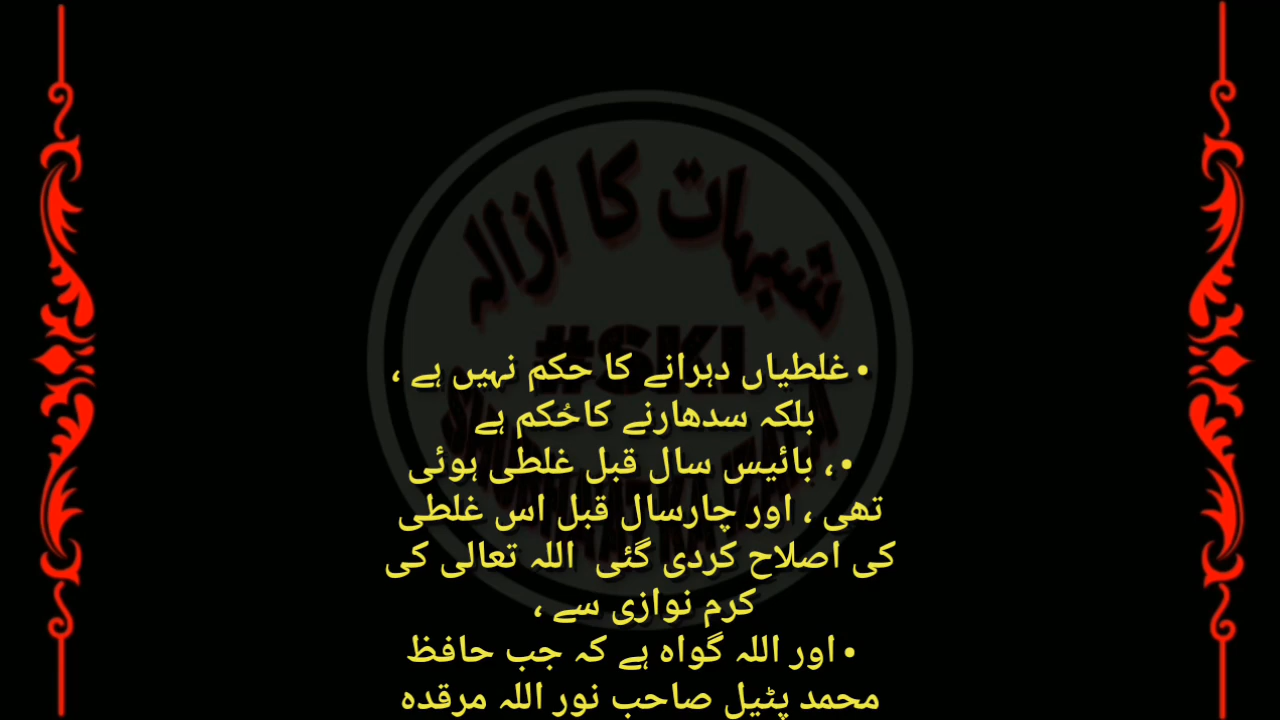 شبہات کا ازالہ
#SKI
• غلطیاں دہرانے کا حکم نہیں ہے ،
بلکہ سدھارنے کاحُکم ہے
• ، بائیس سال قبل غلطی ہوئی
تھی ، اور چارسال قبل اس غلطی
کی اصلاح کردی گئی اللہ تعالی کی
کرم نوازی سے ،
• اور اللہ گواہ ہے کہ جب حافظ
محمد پٹیل صاحب نور اللہ مرقدہ